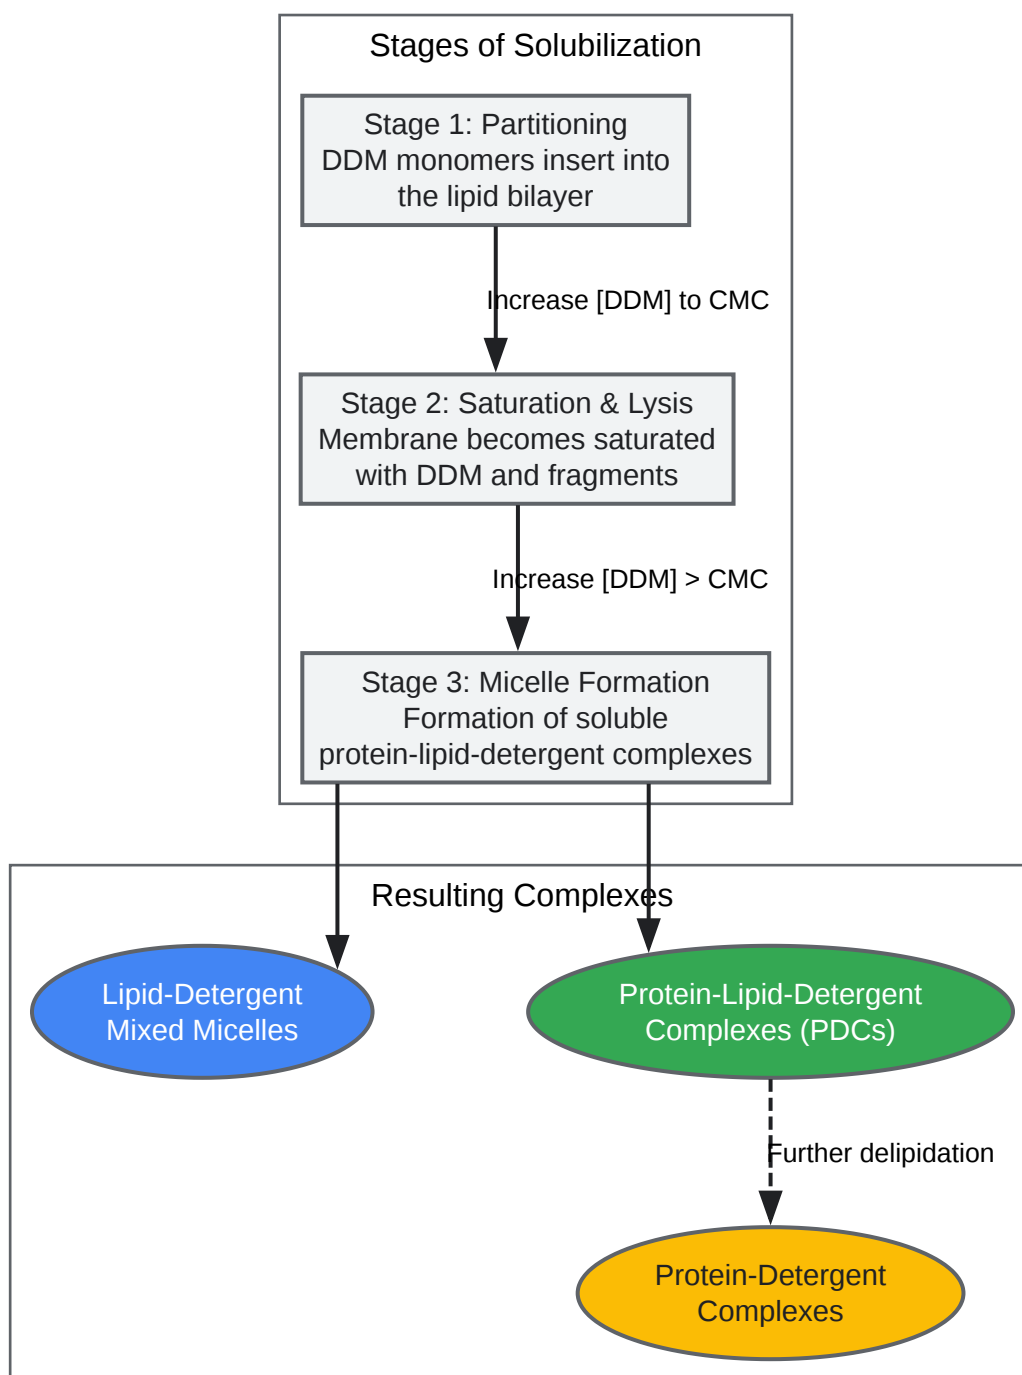 Stages of Solubilization
Stage 1: Partitioning
DDM monomers insert into
the lipid bilayer
Increase [DDM] to CMC
Stage 2: Saturation & Lysis
Membrane becomes saturated
with DDM and fragments
Increase [DDM] > CMC
Stage 3: Micelle Formation
Formation of soluble
protein-lipid-detergent complexes
Resulting Complexes
Lipid-Detergent
Mixed Micelles
Protein-Lipid-Detergent
Complexes (PDCs)
Further delipidation
Protein-Detergent
Complexes